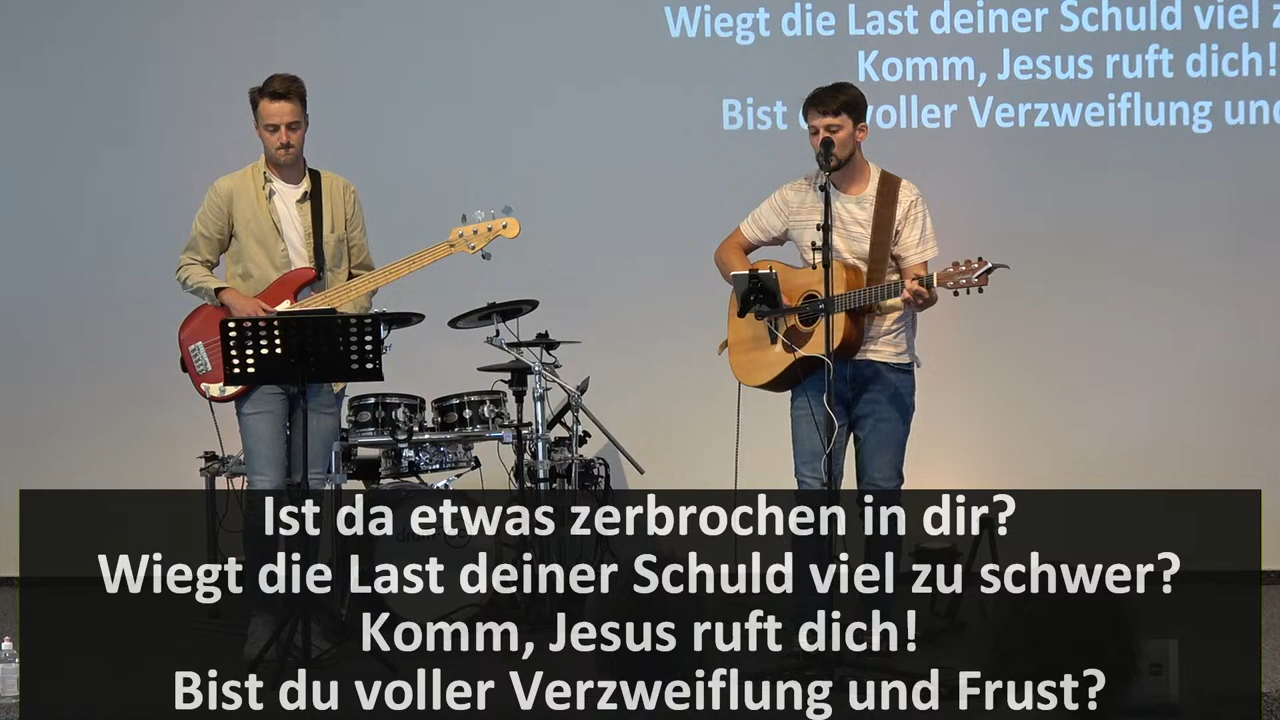 Wiegt die Last deiner Schuld viel
Komm, Jesus ruft dich!
Bist voller Verzweiflung und
Ist da etwas zerbrochen in dir?
Wiegt die Last deiner Schuld viel zu schwer?
Komm, Jesus ruft dich!
Bist du voller Verzweiflung und Frust?